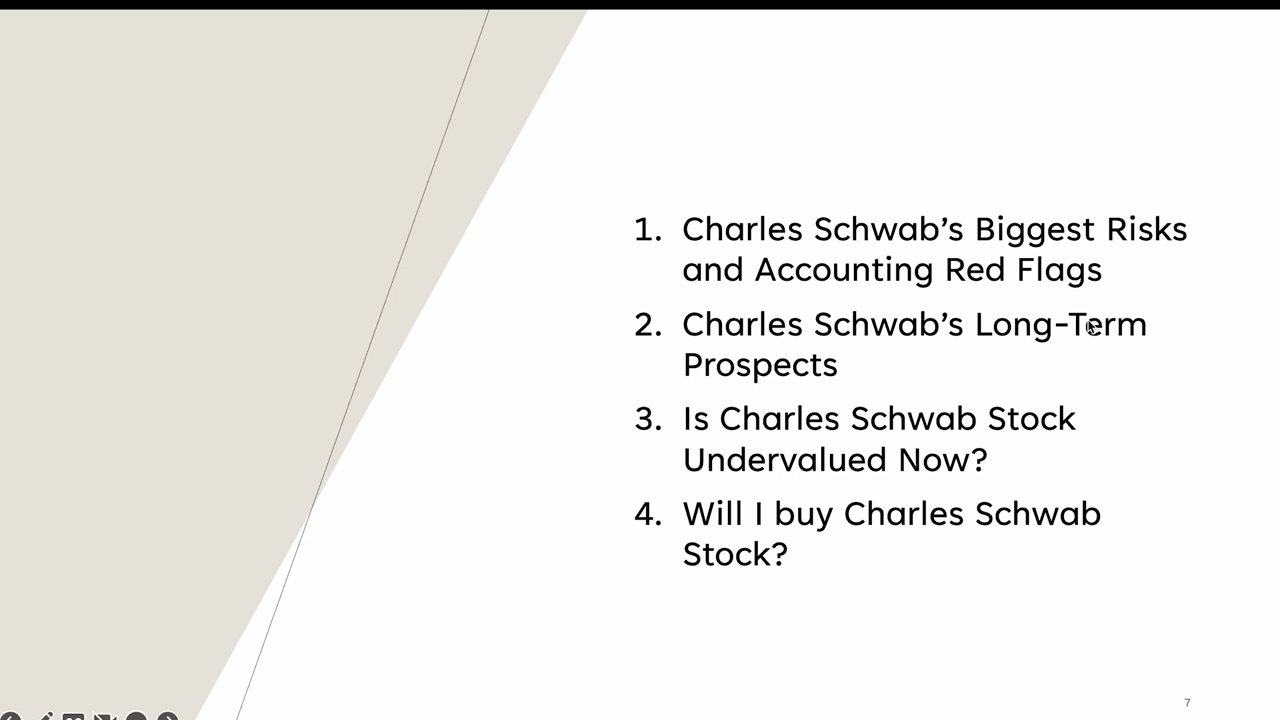 1. Charles Schwab’s Biggest Risks
and Accounting Red Flags
2. Charles Schwab’s Long-Term
Prospects
3. Is Charles Schwab Stock
Undervalued Now?
4. Will I buy Charles Schwab
Stock?
7